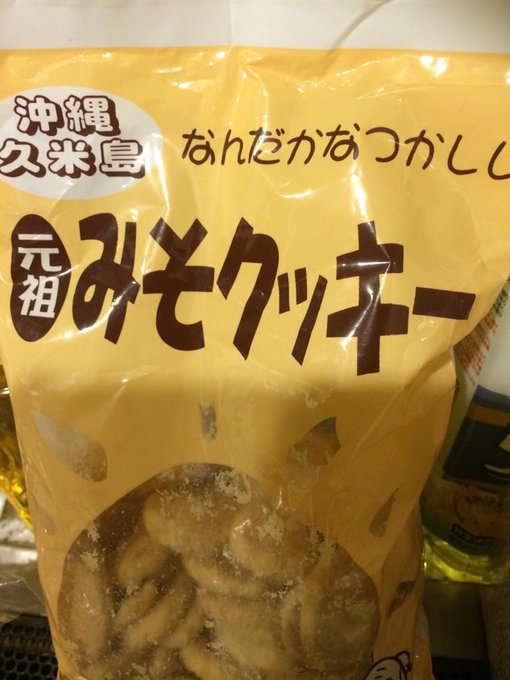 沖縄
久米島
なんだかなつかしい
元祖
みそクッキー